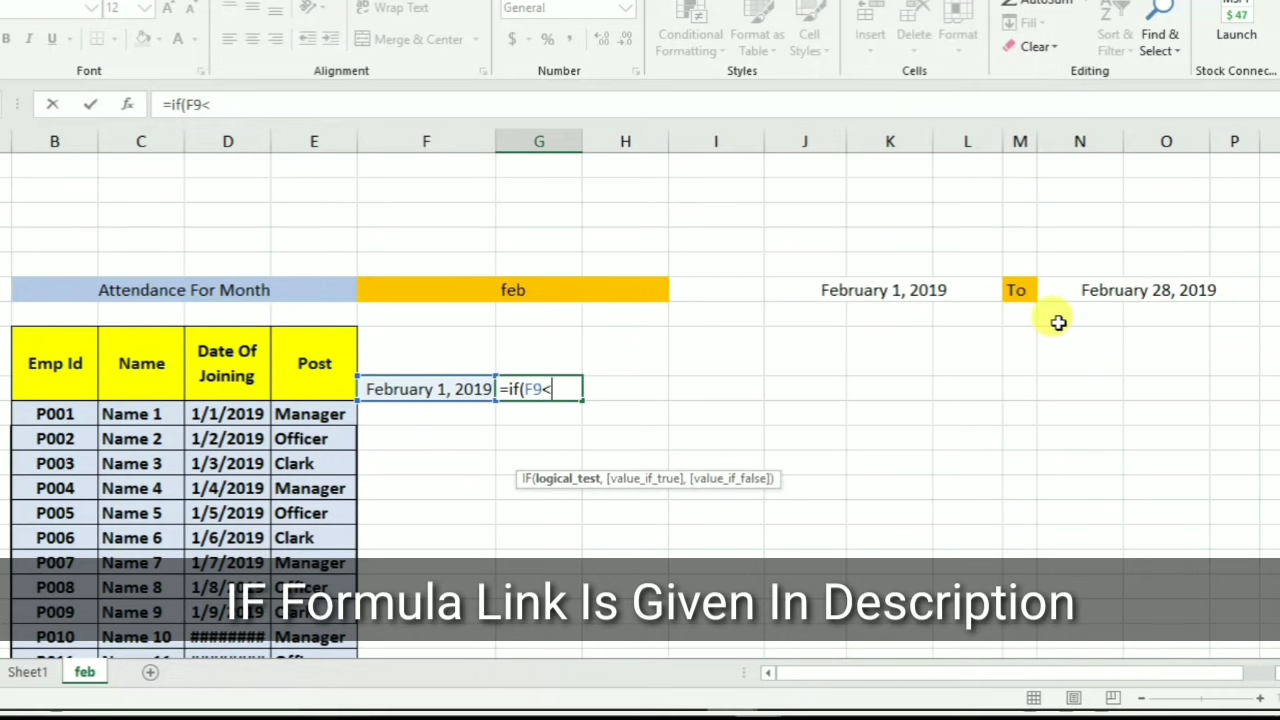 12 A A Wrap Text General AutoSum
B I U A Merge & Center $ % , Conditional Formatting Format as Table Cell Styles Insert Delete Format Fill Clear Sort & Filter Find & Select $ 47 Launch
Font Alignment Number Styles Cells Editing Stock Connec...
fx =if(F9<
B C D E F G H I J K L M N O P
Attendance For Month feb February 1, 2019 To February 28, 2019
Emp Id Name Date Of Joining Post
February 1, 2019 =if(F9<
P001 Name 1 1/1/2019 Manager
P002 Name 2 1/2/2019 Officer
P003 Name 3 1/3/2019 Clark
IF(logical_test, [value_if_true], [value_if_false])
P004 Name 4 1/4/2019 Manager
P005 Name 5 1/5/2019 Officer
P006 Name 6 1/6/2019 Clark
P007 Name 7 1/7/2019 Manager
P008 Name 8
P009 Name 9
IF Formula Link Is Given In Description
P010 Name 10 ######## Manager
Sheet1 feb